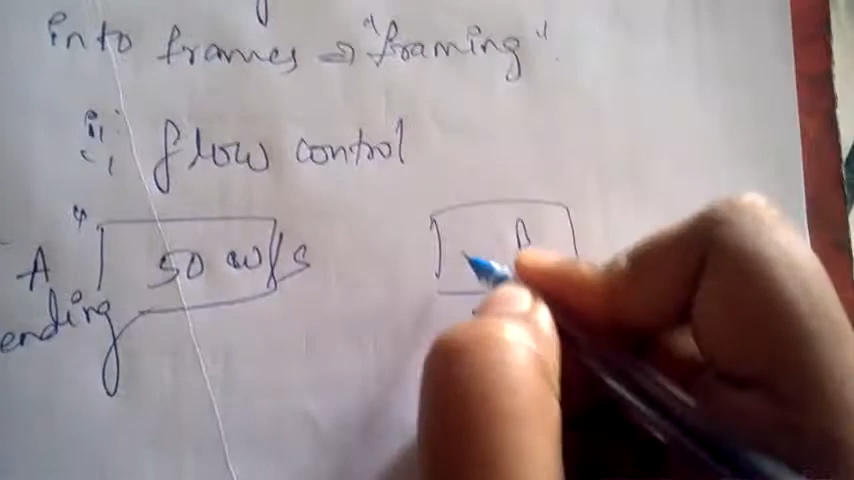 into frames → "framing"
ii. flow control
A 50 w/s B
ending